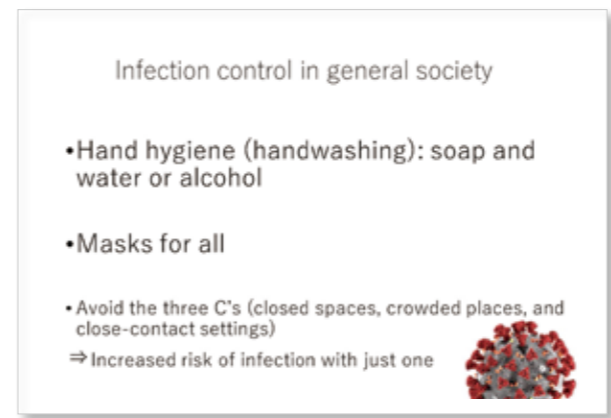 Infection control in general society
•Hand hygiene (handwashing): soap and
water or alcohol
•Masks for all
•Avoid the three C's (closed spaces, crowded places, and
close-contact settings)
⇒Increased risk of infection with just one